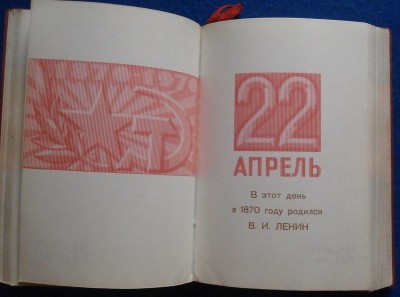 22
АПРЕЛЬ
В этот день
в 1870 году родился
В. И. ЛЕНИН